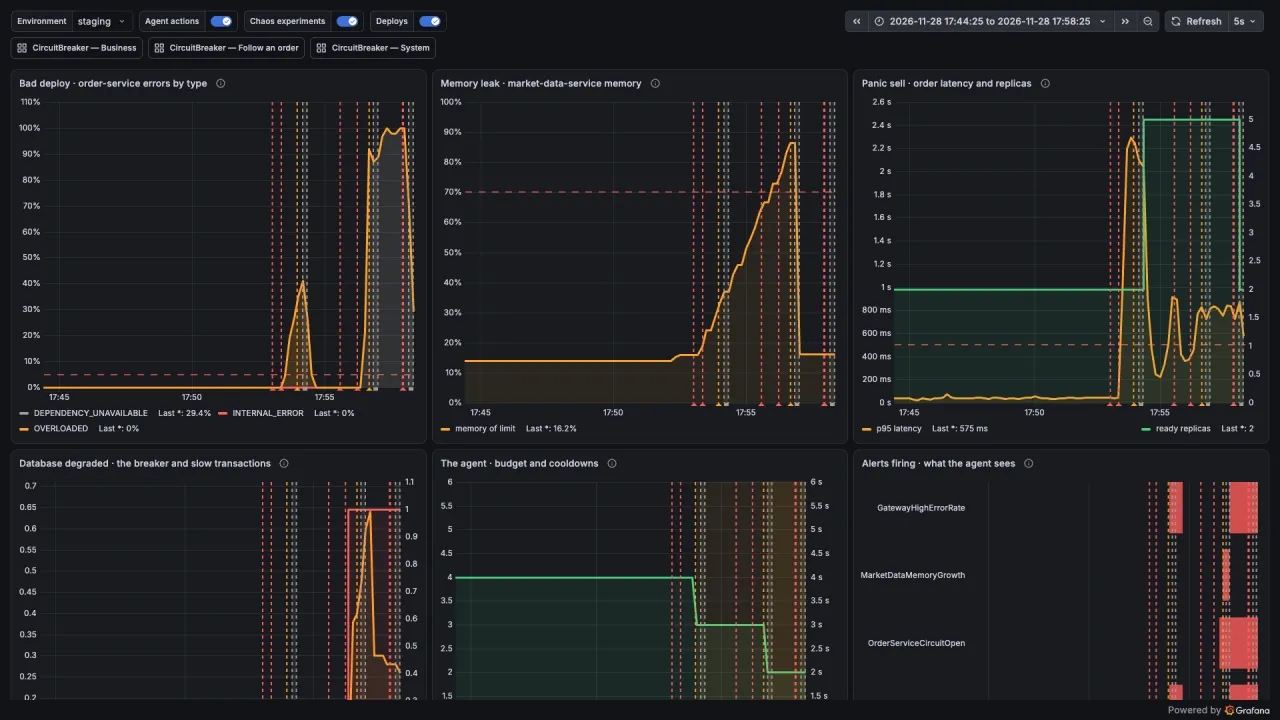 Environment staging Agent actions Chaos experiments Deploys 2026-11-28 17:44:25 to 2026-11-28 17:58:25 Refresh 5s
CircuitBreaker — Business CircuitBreaker — Follow an order CircuitBreaker — System
Bad deploy · order-service errors by type
110%
100%
90%
80%
70%
60%
50%
40%
30%
20%
10%
0%
17:45 17:50 17:55
DEPENDENCY_UNAVAILABLE Last *: 29.4% INTERNAL_ERROR Last *: 0%
OVERLOADED Last *: 0%
Memory leak · market-data-service memory
100%
90%
80%
70%
60%
50%
40%
30%
20%
10%
0%
17:45 17:50 17:55
memory of limit Last *: 16.2%
Panic sell · order latency and replicas
2.6 s
2.4 s 5
2.2 s 4.5
2 s 4
1.8 s 3.5
1.6 s 3
1.4 s 2.5
1.2 s
1 s 2
800 ms 1.5
600 ms
400 ms 1
200 ms 0.5
0 s 0
17:45 17:50 17:55
p95 latency Last *: 575 ms ready replicas Last *: 2
Database degraded · the breaker and slow transactions
0.7 1.1
0.65 1
0.6 0.9
0.55 0.8
0.5
0.45 0.7
0.4 0.6
0.35 0.5
0.3
0.25 0.4
0.2
The agent · budget and cooldowns
6 6 s
5.5 5.5 s
5 5 s
4.5 4.5 s
4 4 s
3.5 3.5 s
3 3 s
2.5 2.5 s
2 2 s
1.5 1.5 s
Alerts firing · what the agent sees
GatewayHighErrorRate
MarketDataMemoryGrowth
OrderServiceCircuitOpen
Powered by Grafana